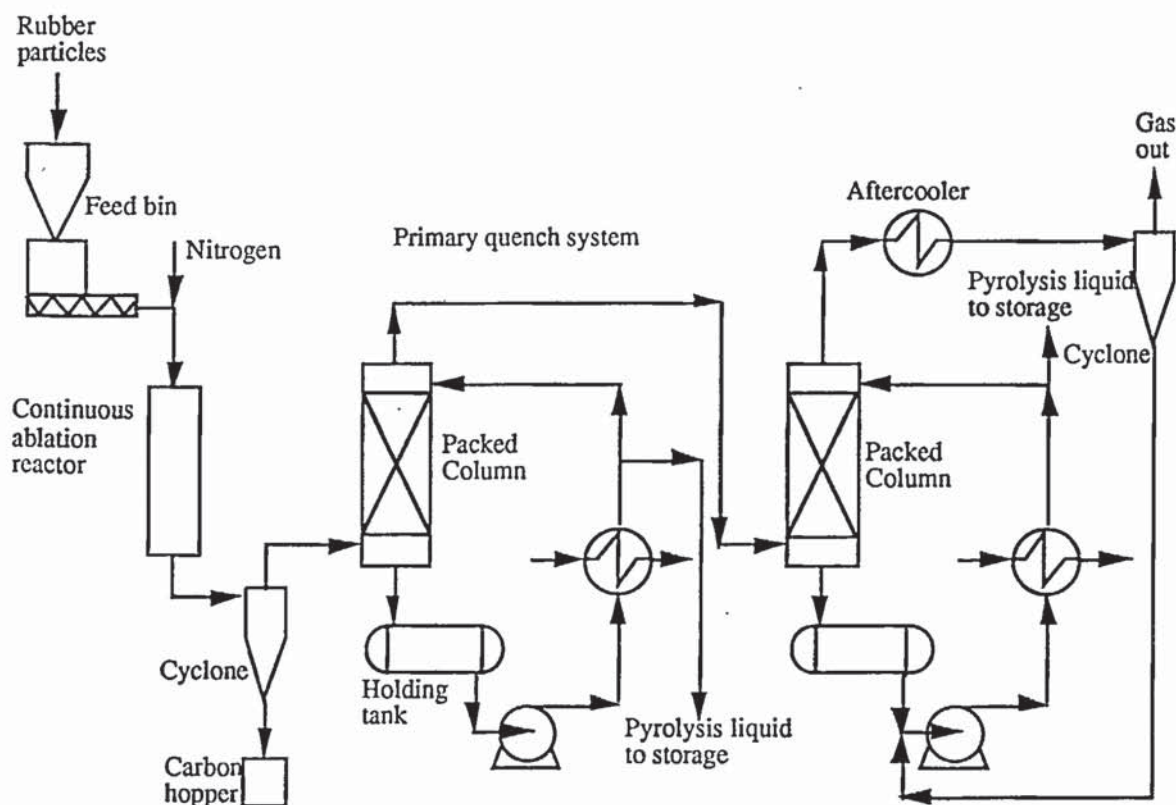 Rubber
particles
Feed bin
Nitrogen
Continuous
ablation
reactor
Cyclone
Carbon
hopper
Primary quench system
Packed
Column
Holding
tank
Pyrolysis liquid
to storage
Aftercooler
Packed
Column
Gas
out
Pyrolysis liquid
to storage
Cyclone